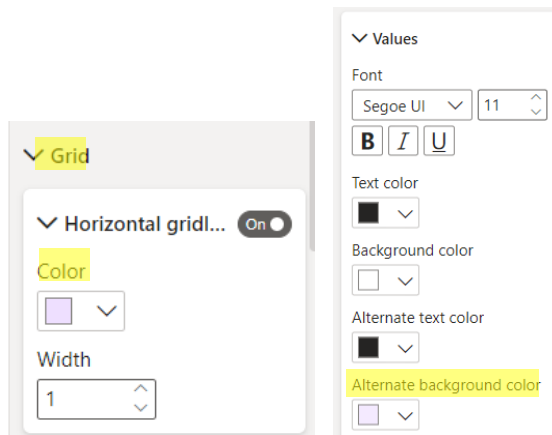 Grid
Horizontal gridl... On
Color
Width
1
Values
Font
Segoe UI 11
B I U
Text color
Background color
Alternate text color
Alternate background color